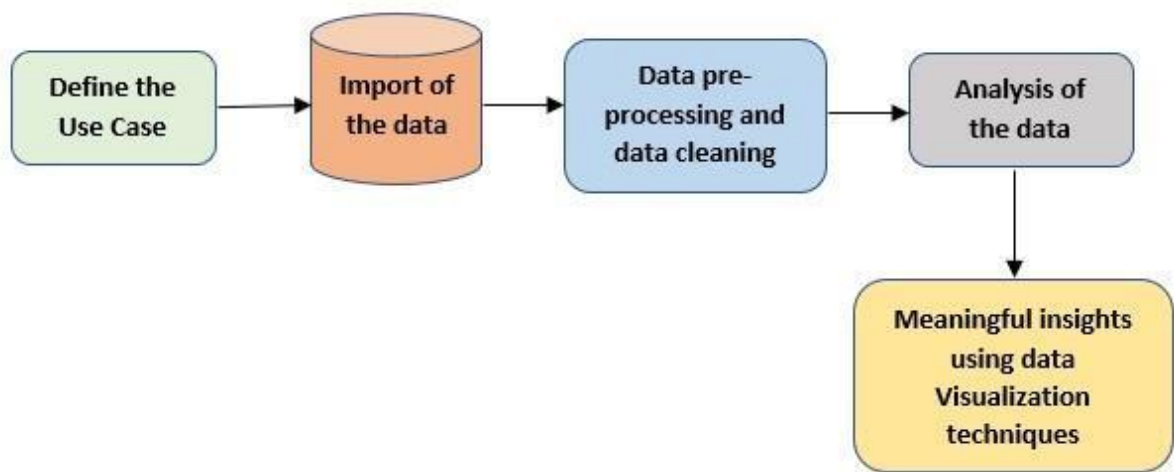 Define the
Use Case
Import of
the data
Data pre-
processing and
data cleaning
Analysis of
the data
Meaningful insights
using data
Visualization
techniques